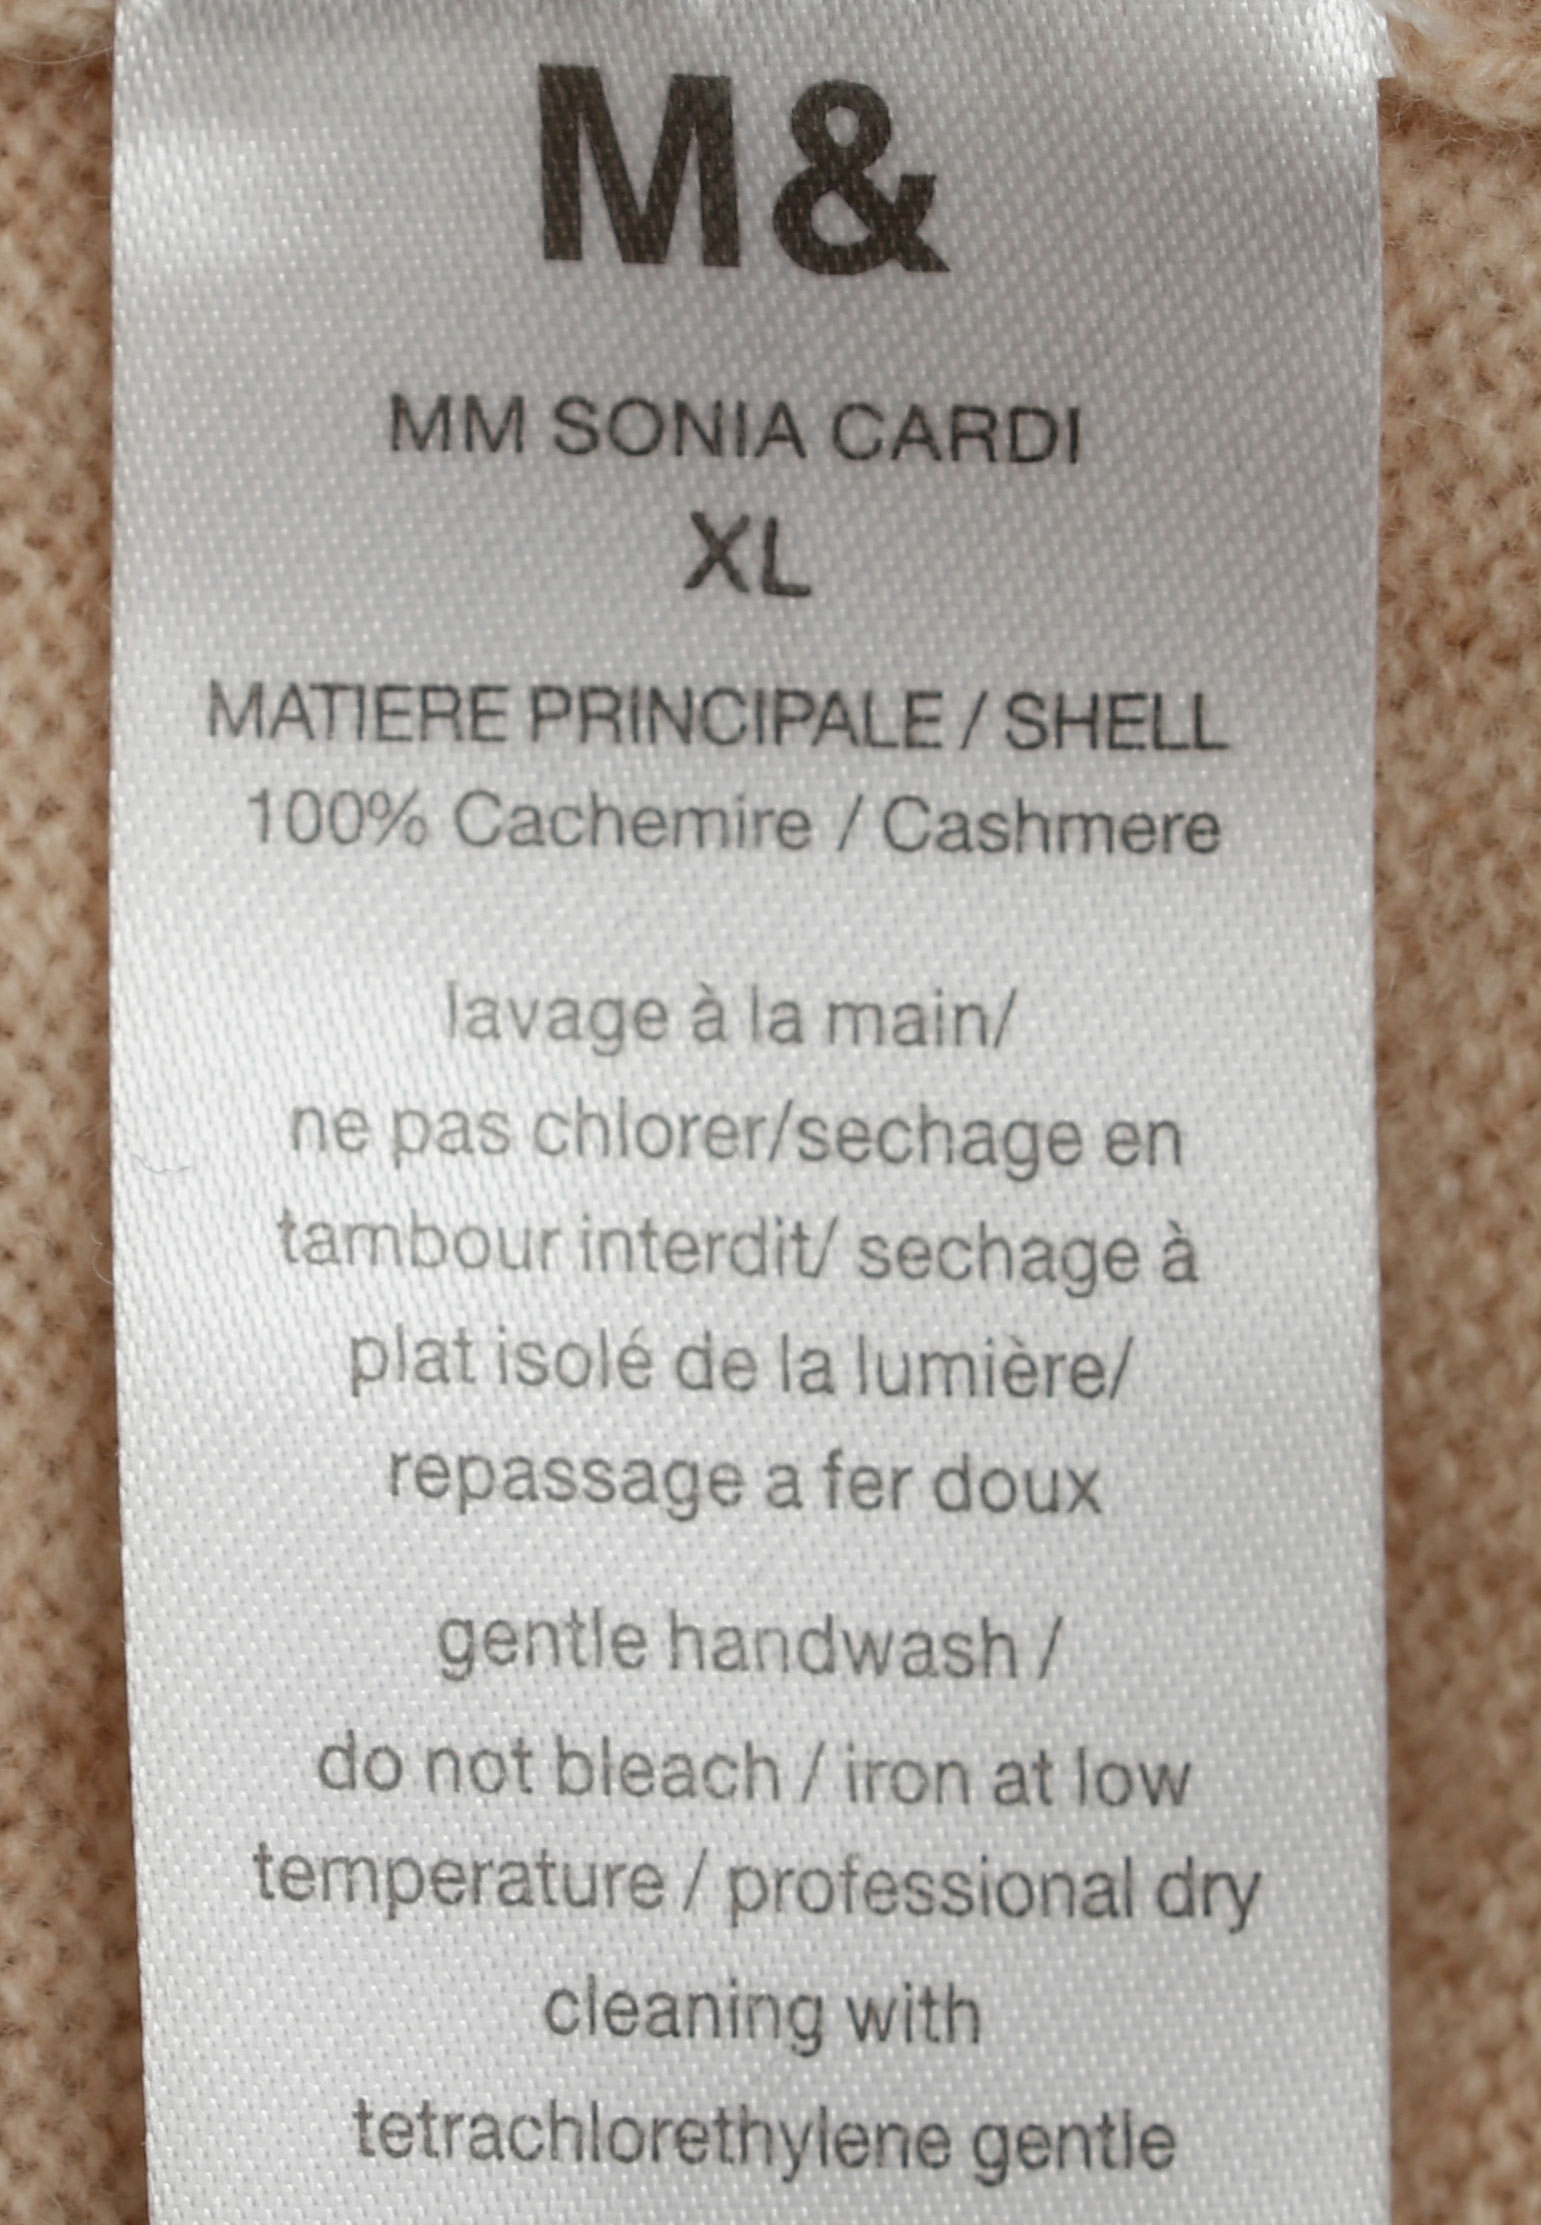 M&
MM SONIA CARDI
XL
MATIERE PRINCIPALE / SHELL
100% Cachemire / Cashmere
lavage à la main/
ne pas chlorer/sechage en
tambour interdit/ sechage à
plat isolé de la lumière/
repassage a fer doux
gentle handwash /
do not bleach / iron at low
temperature / professional dry
cleaning with
tetrachlorethylene gentle